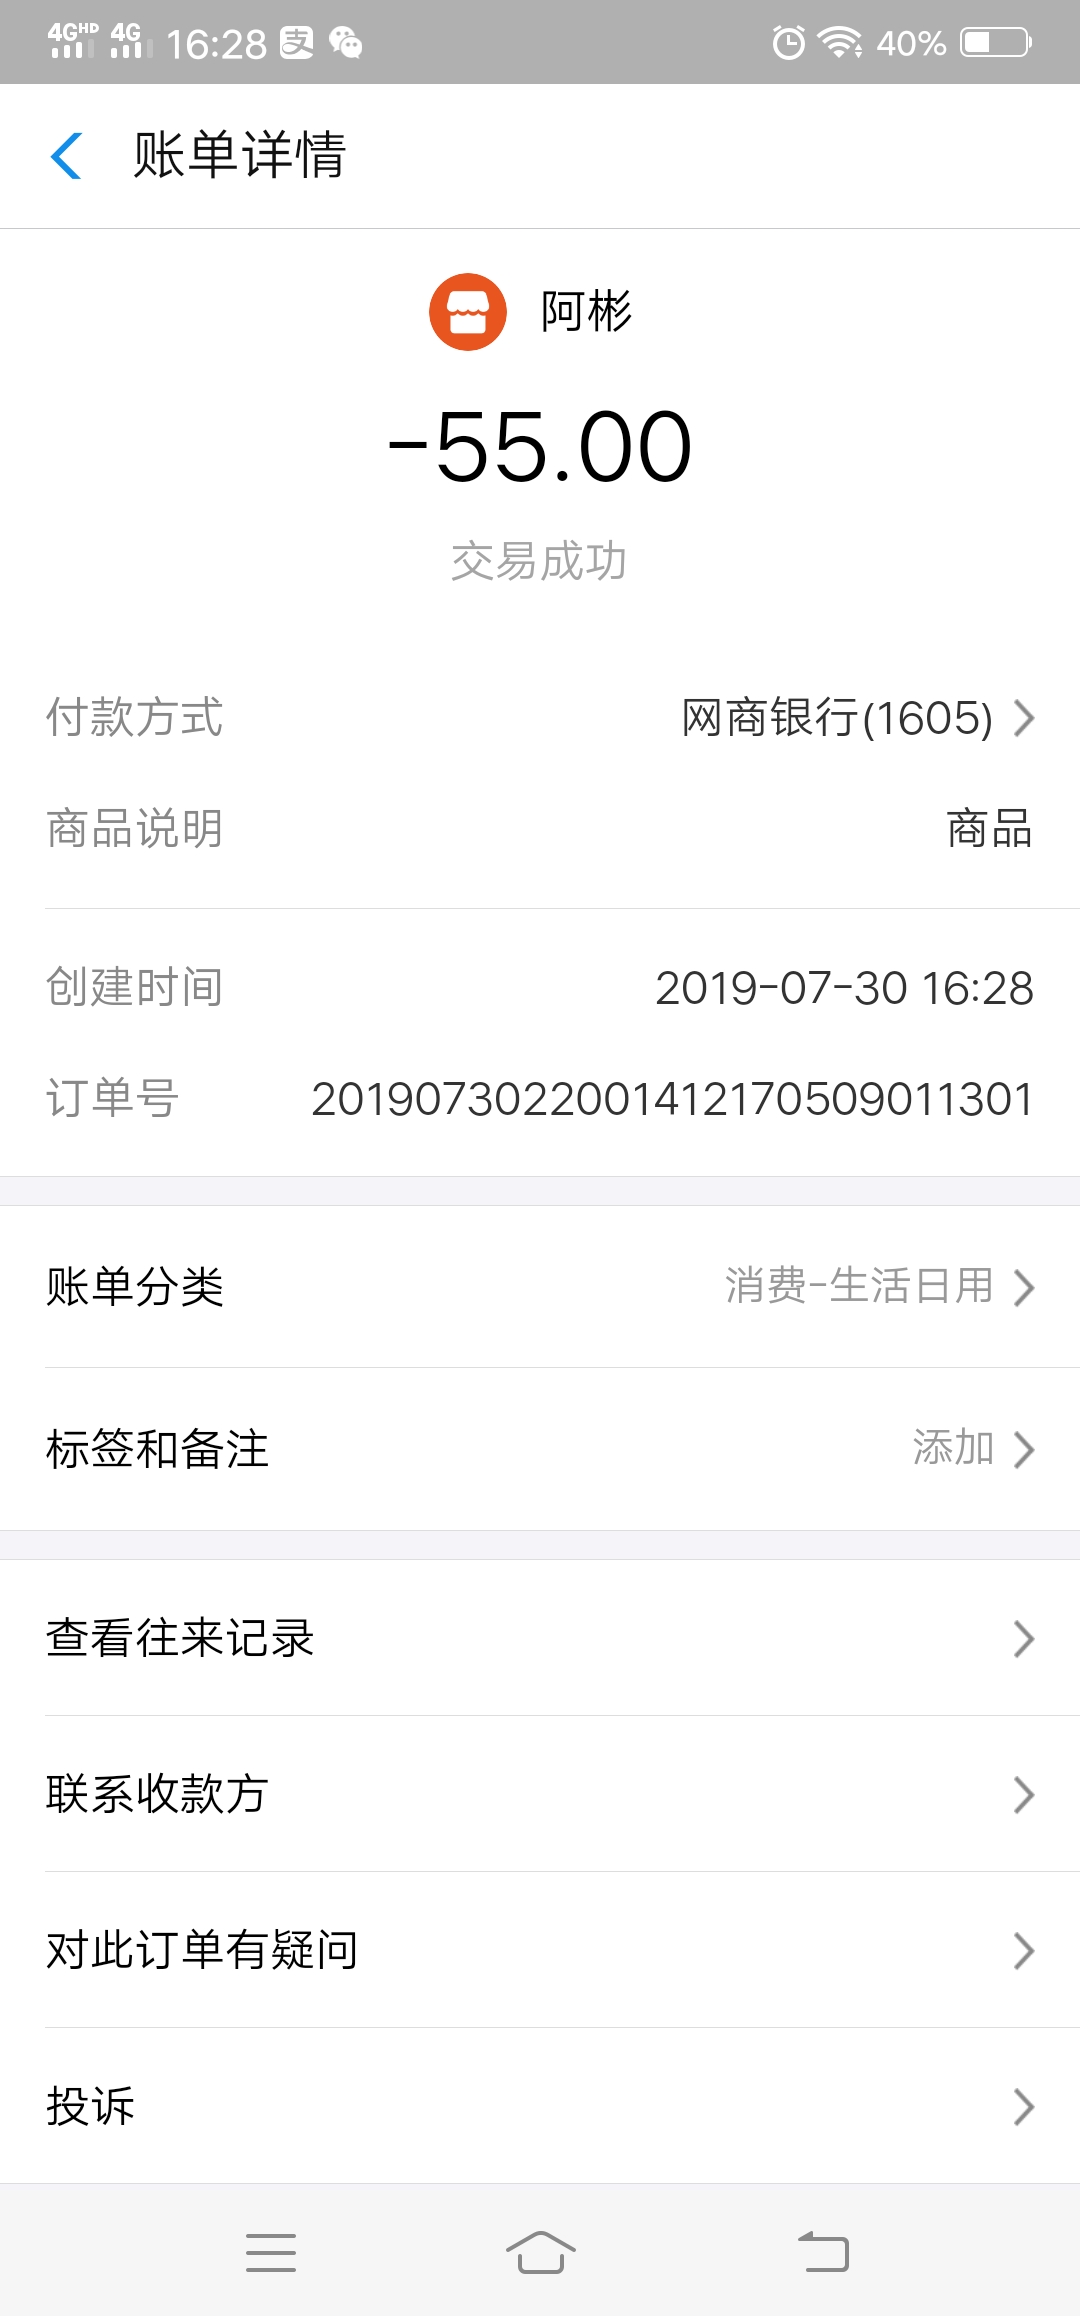 4GHD 4G 16:28 支 40%
账单详情
阿彬
-55.00
交易成功
付款方式 网商银行(1605)
商品说明 商品
创建时间 2019-07-30 16:28
订单号 2019073022001412170509011301
账单分类 消费-生活日用
标签和备注 添加
查看往来记录
联系收款方
对此订单有疑问
投诉